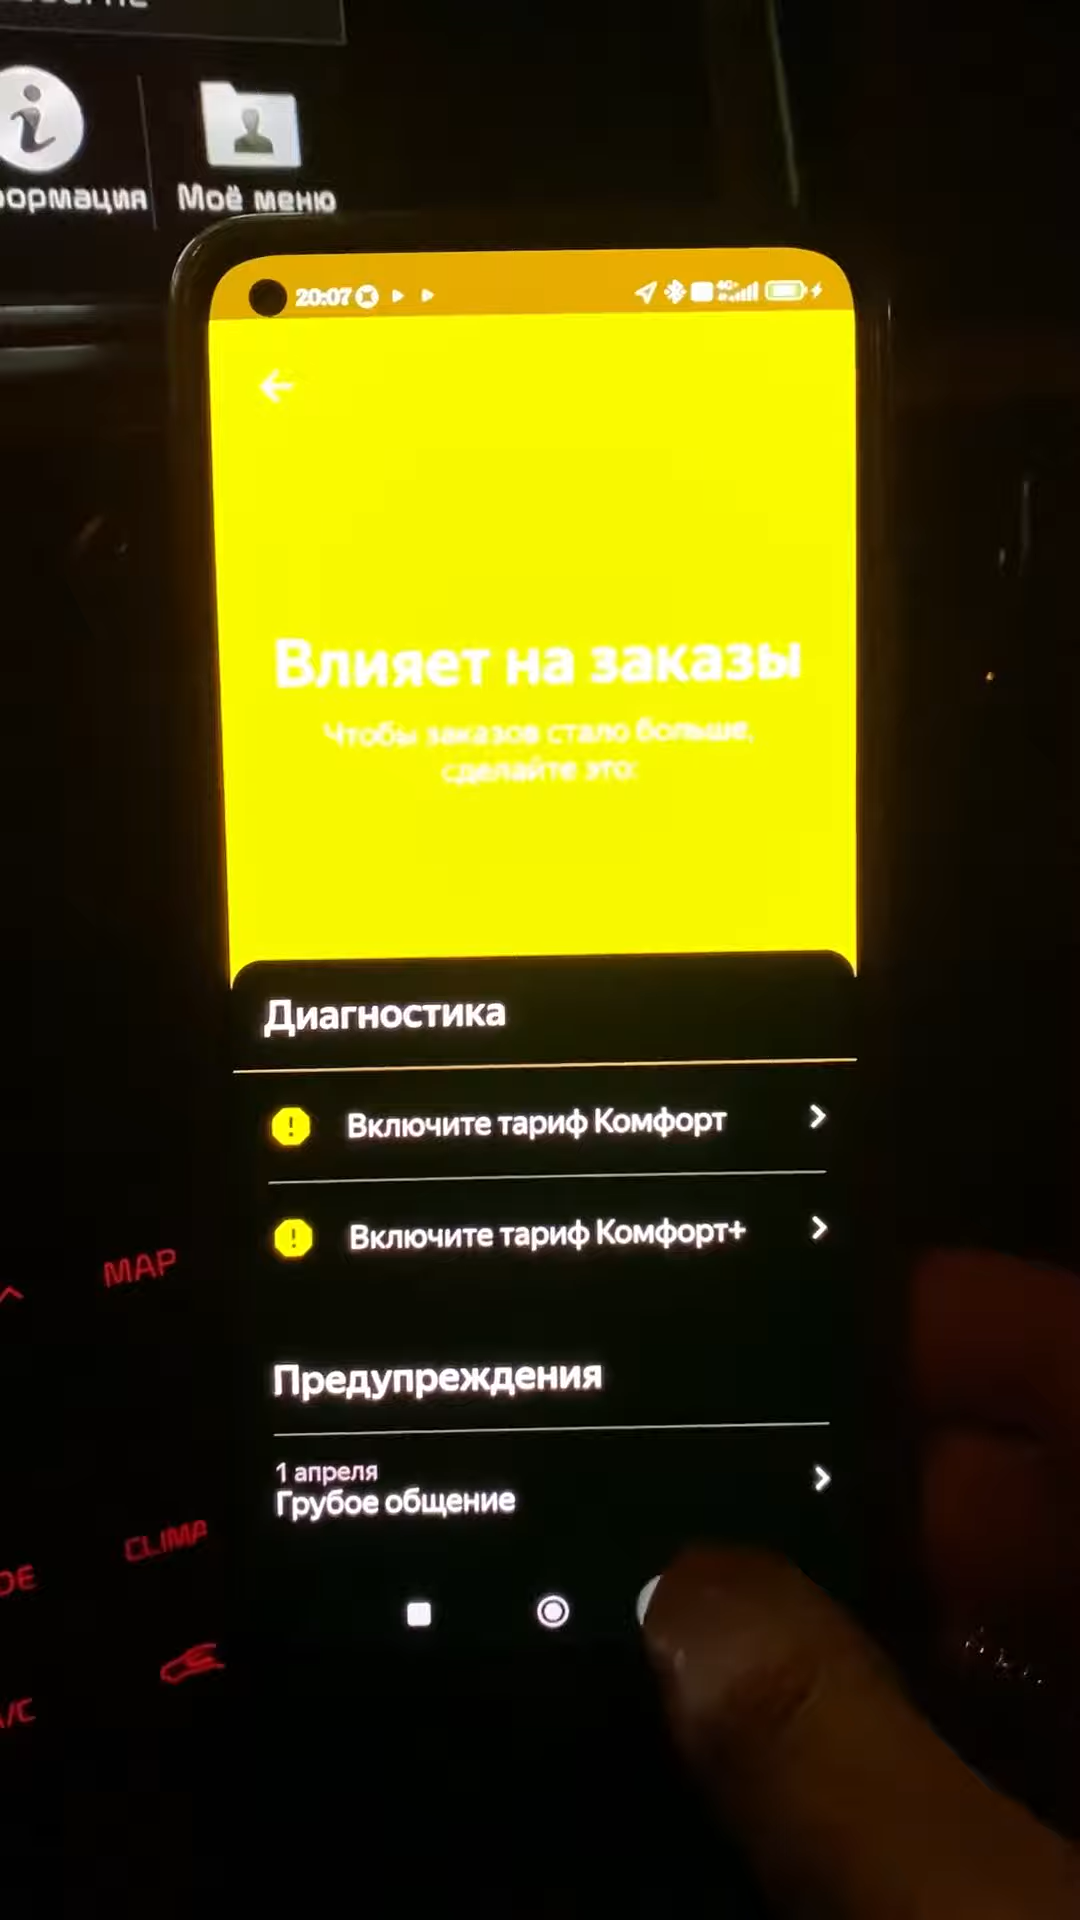 Моё меню
20:07
Влияет на заказы
Чтобы заказов стало больше,
сделайте это:
Диагностика
Включите тариф Комфорт
Включите тариф Комфорт+
MAP
Предупреждения
1 апреля
Грубое общение
CLIMA